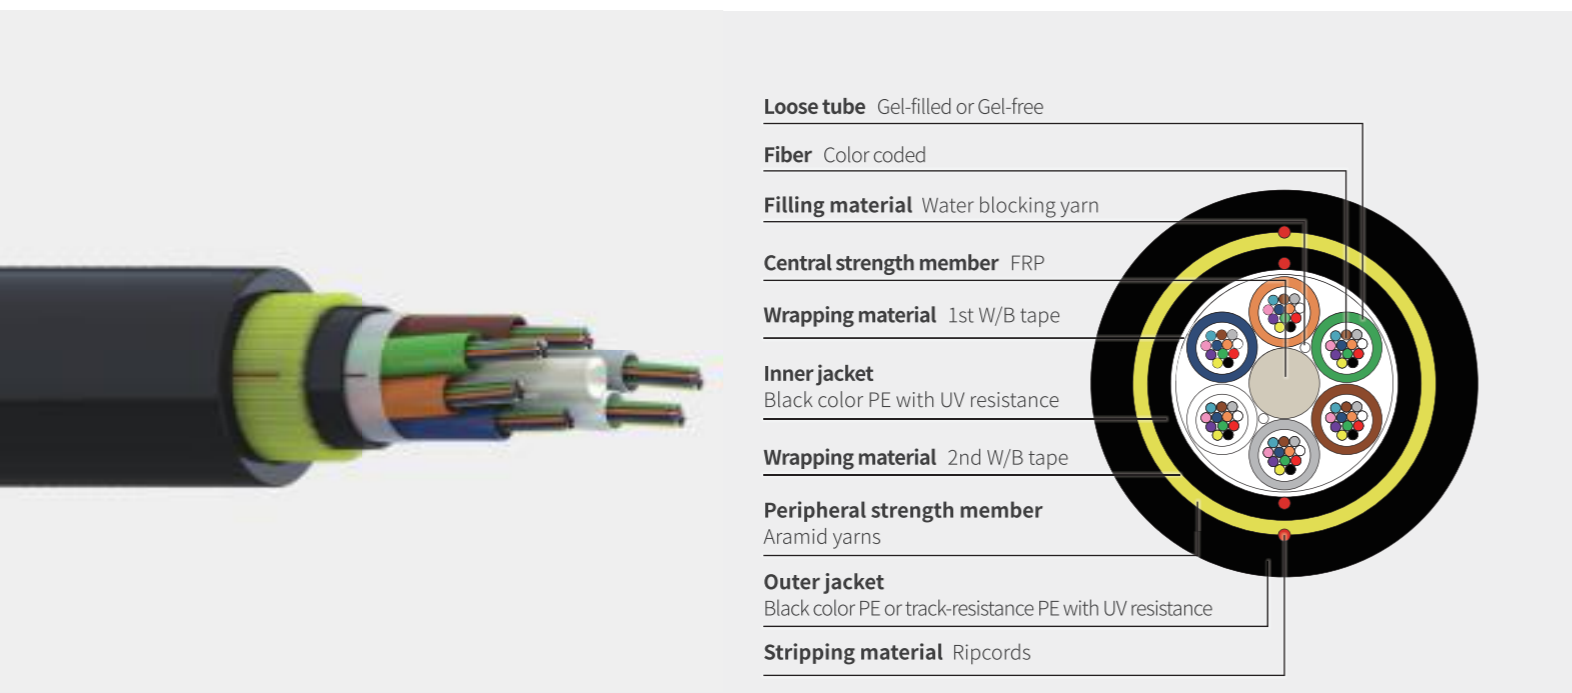 Loose tube Gel-filled or Gel-free
Fiber Color coded
Filling material Water blocking yarn
Central strength member FRP
Wrapping material 1st W/B tape
Inner jacket
Black color PE with UV resistance
Wrapping material 2nd W/B tape
Peripheral strength member
Aramid yarns
Outer jacket
Black color PE or track-resistance PE with UV resistance
Stripping material Ripcords